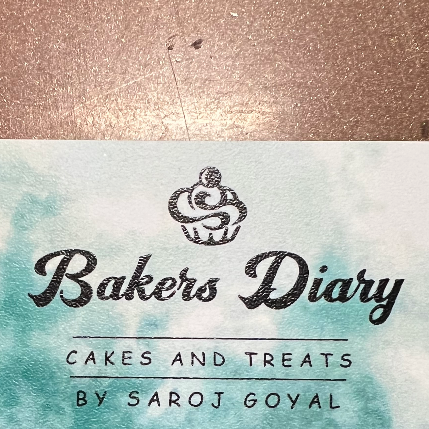 Bakers Diary
CAKES AND TREATS
BY SAROJ GOYAL